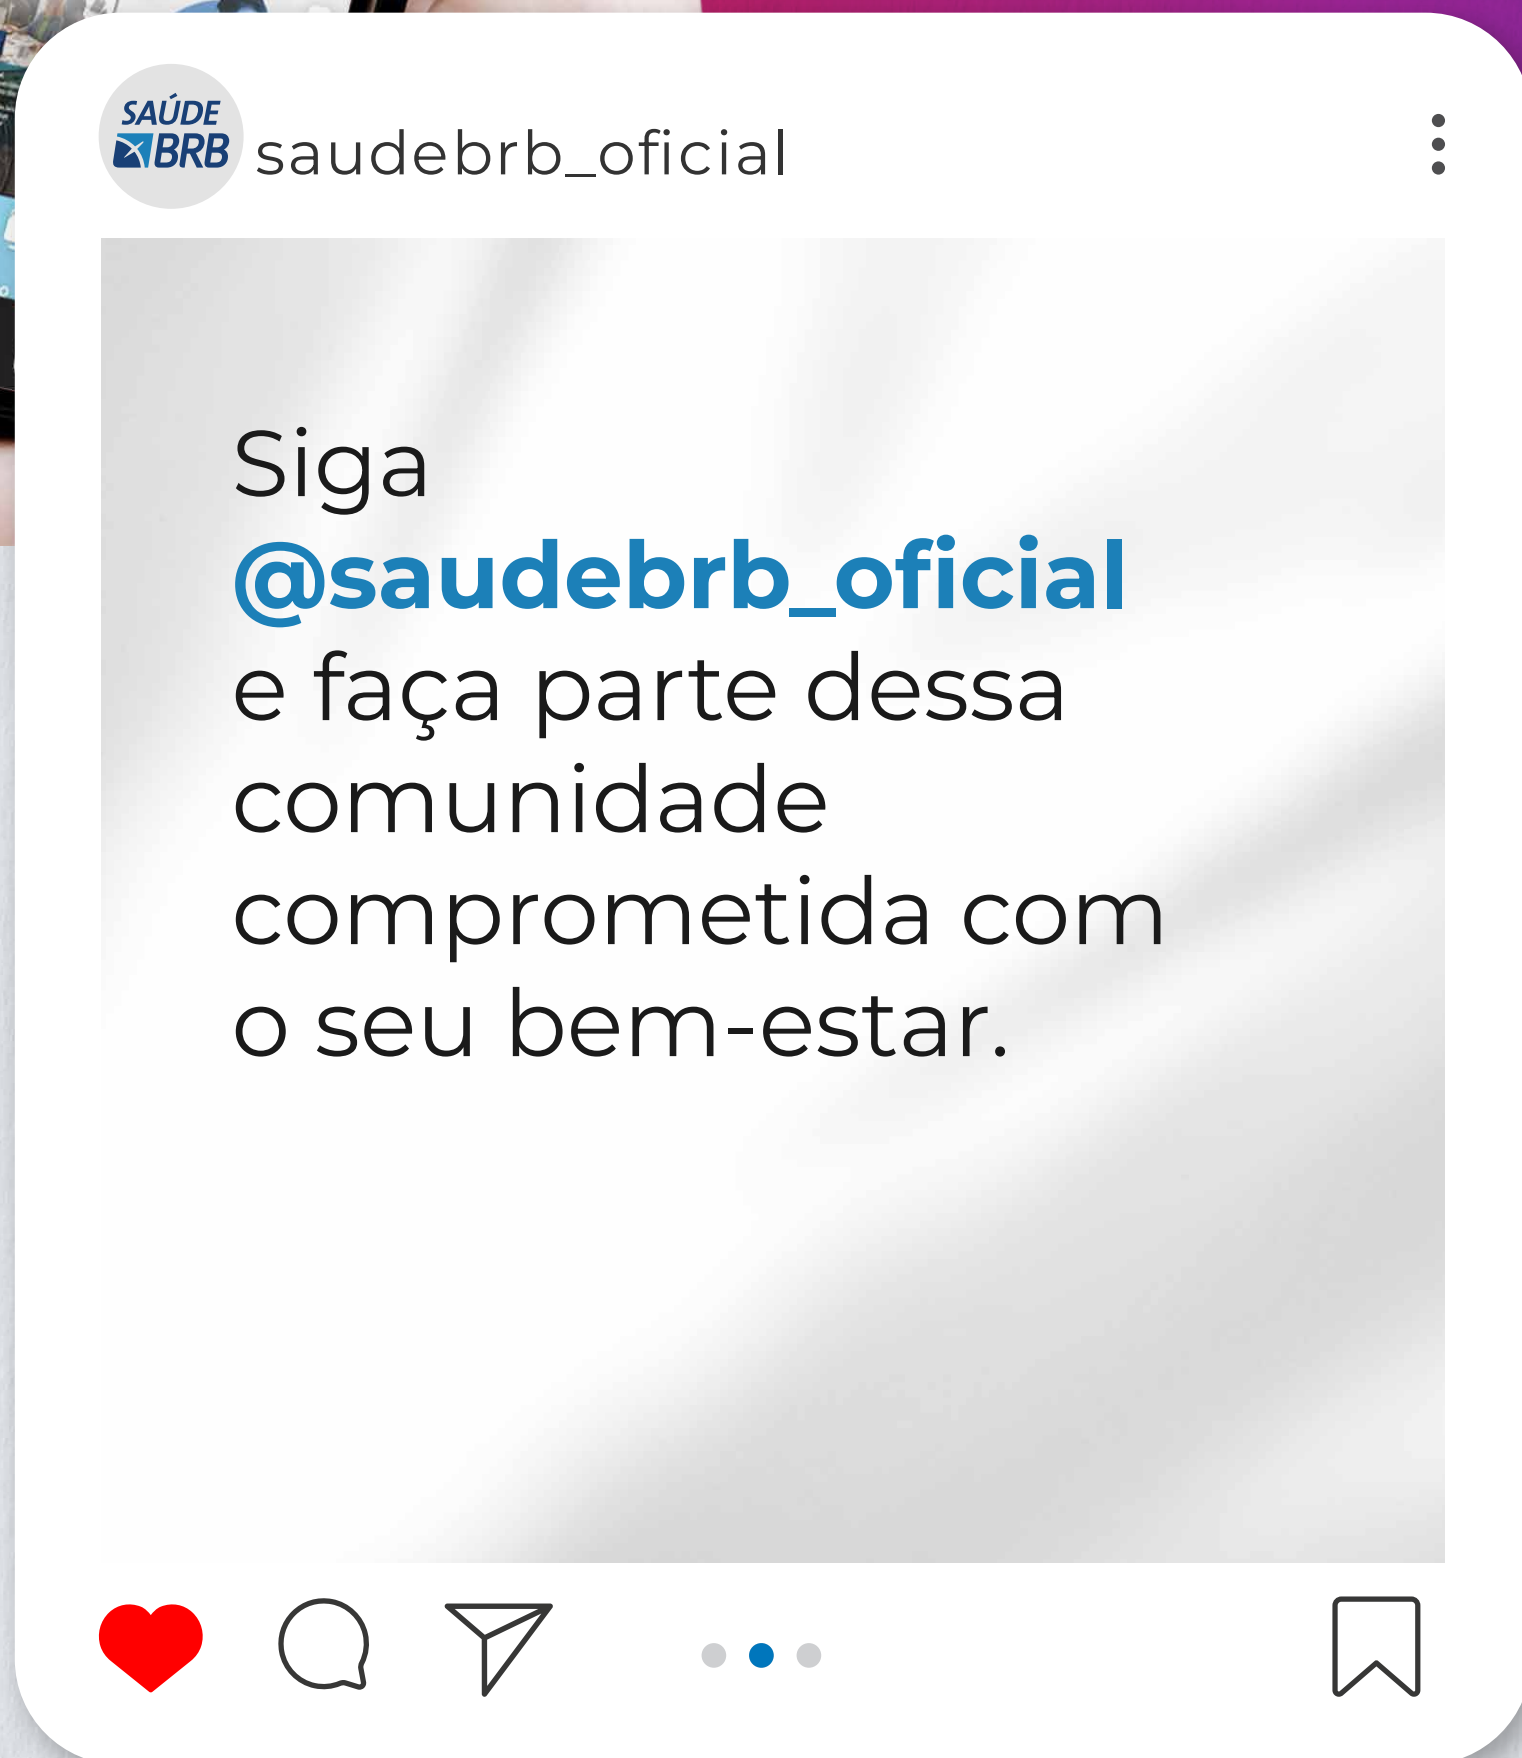 SAÚDE
BRB
saudebrb_oficial
Siga
@saudebrb_oficial
e faça parte dessa
comunidade
comprometida com
o seu bem-estar.